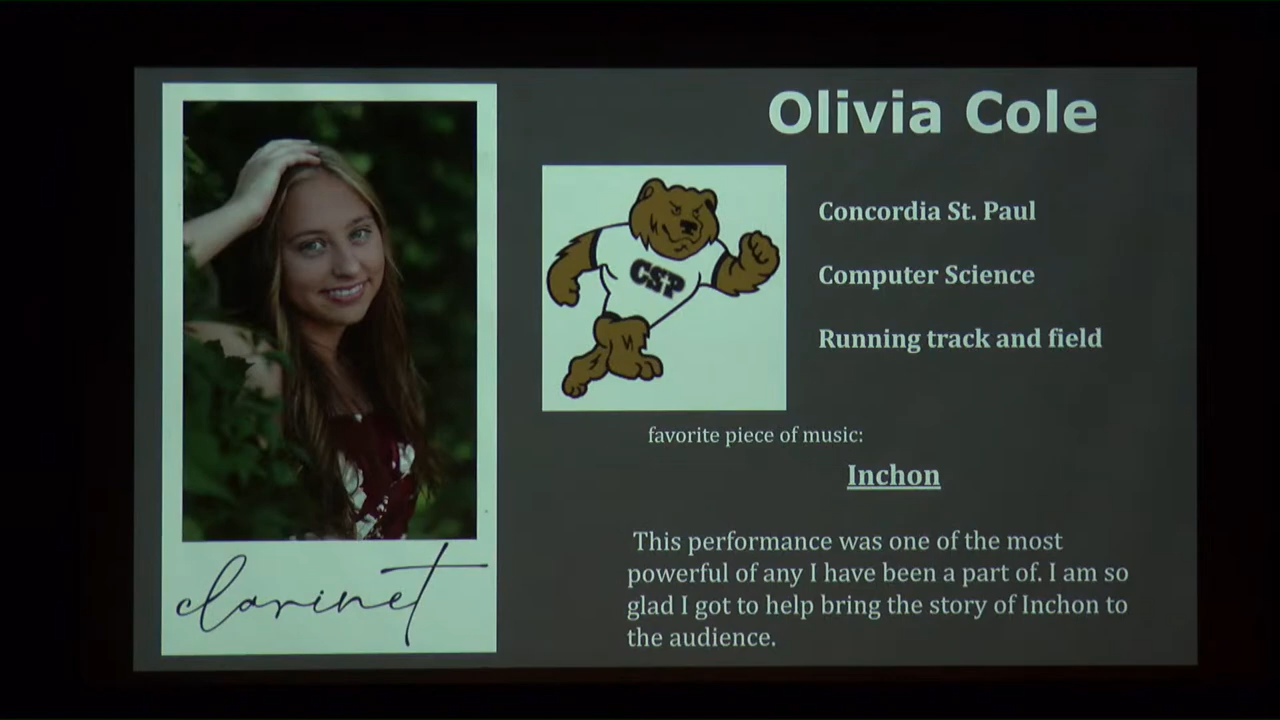 Olivia Cole
Concordia St. Paul
CSP
Computer Science
Running track and field
favorite piece of music:
Inchon
This performance was one of the most
powerful of any I have been a part of. I am so
glad I got to help bring the story of Inchon to
the audience.
clarinet